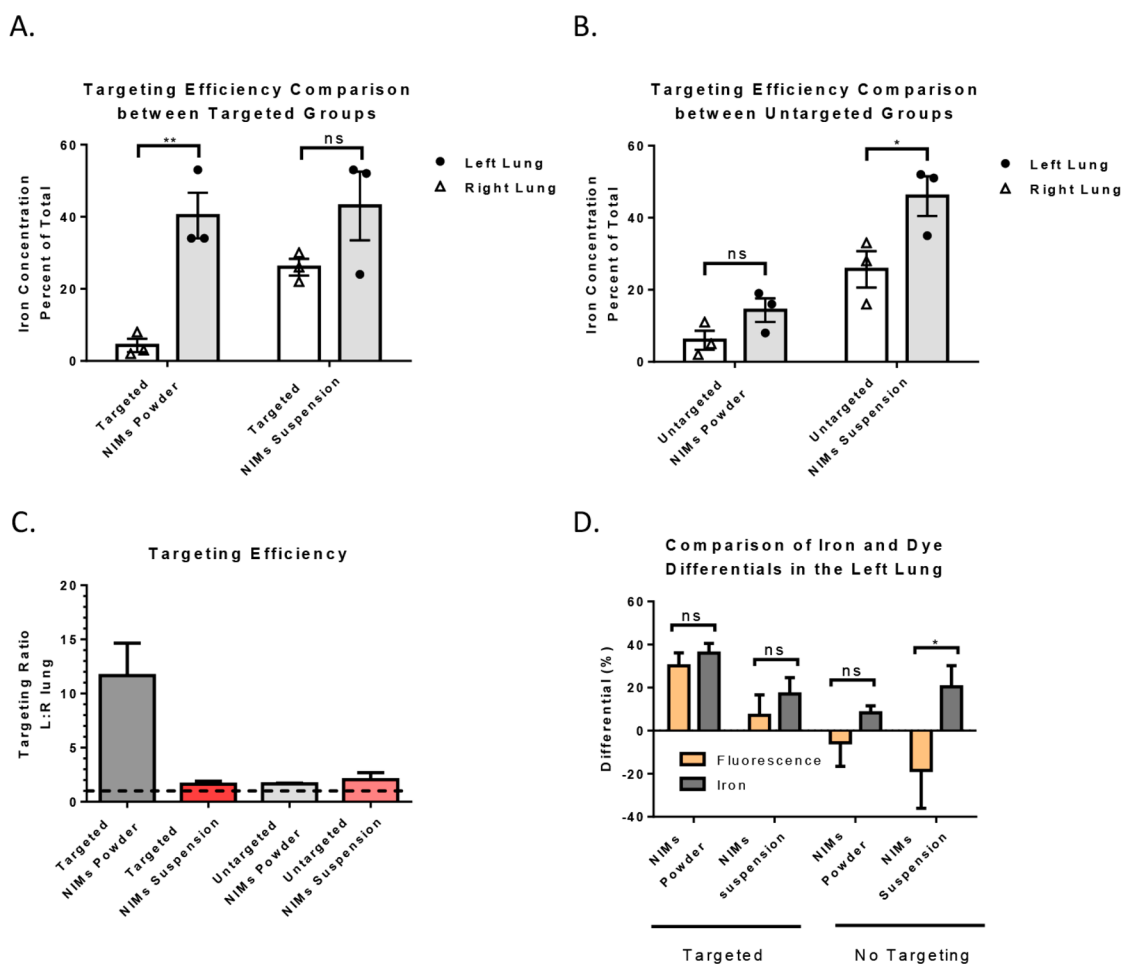 A.
Targeting Efficiency Comparison
between Targeted Groups
60
40
20
0
Iron Concentration
Percent of Total
**
ns
Left Lung
Right Lung
Targeted
NIMs Powder
Targeted
NIMs Suspension
B.
Targeting Efficiency Comparison
between Untargeted Groups
60
40
20
0
Iron Concentration
Percent of Total
ns
*
Left Lung
Right Lung
Untargeted
NIMs Powder
Untargeted
NIMs Suspension
C.
Targeting Efficiency
20
15
10
5
2
0
Targeting Ratio
L:R lung
Targeted
NIMs Powder
Targeted
NIMs Suspension
Untargeted
NIMs Powder
Untargeted
NIMs Suspension
D.
Comparison of Iron and Dye
Differentials in the Left Lung
60
40
20
0
-20
-40
Differential (%)
ns
ns
ns
*
Fluorescence
Iron
NIMs
Powder
NIMs
suspension
NIMs
Powder
NIMs
Suspension
Targeted
No Targeting